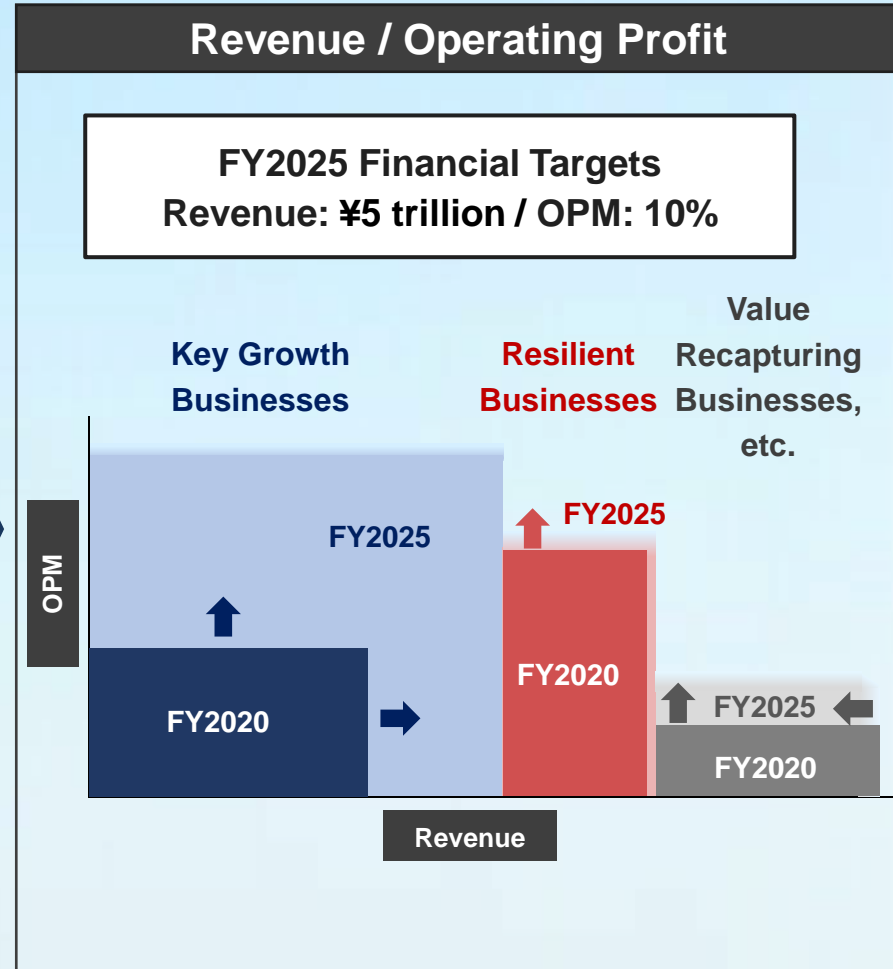 Revenue / Operating Profit
FY2025 Financial Targets
Revenue: ¥5 trillion / OPM: 10%
Key Growth
Businesses
Resilient
Businesses
Value
Recapturing
Businesses,
etc.
OPM
FY2025
FY2020
FY2025
FY2020
FY2025
FY2020
Revenue